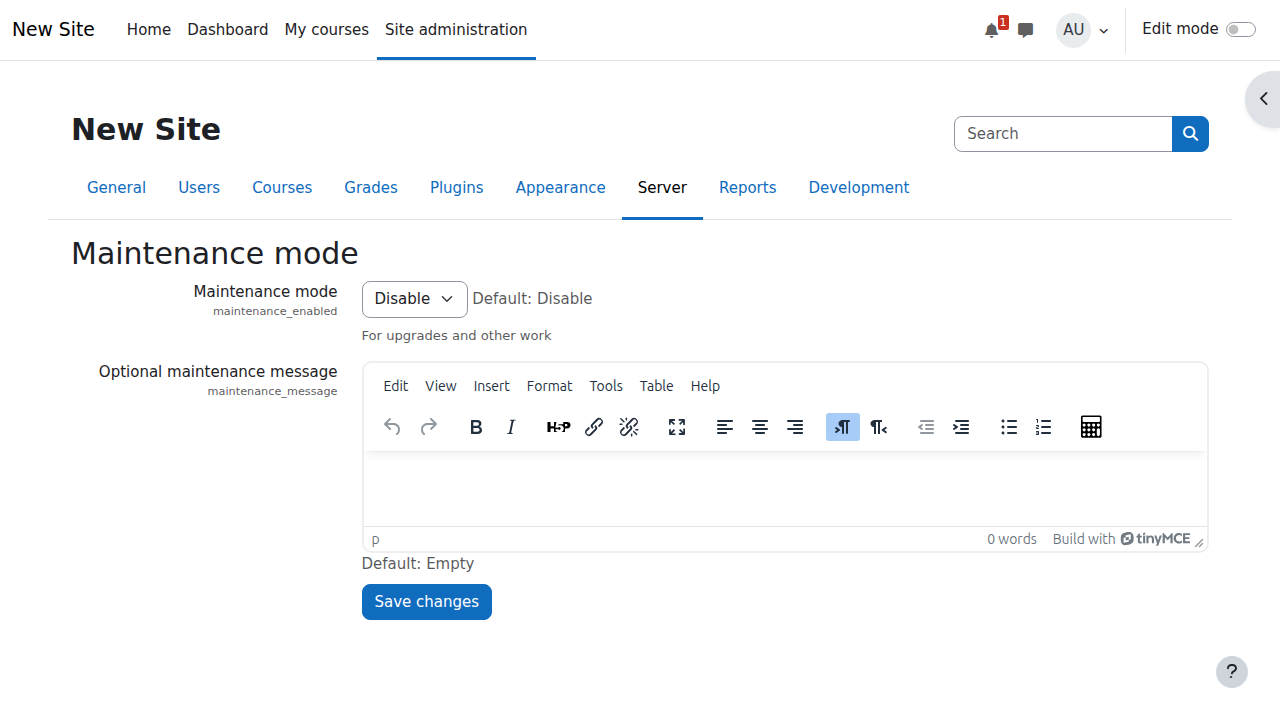 New Site Home Dashboard My courses Site administration 1 AU Edit mode
New Site Search
General Users Courses Grades Plugins Appearance Server Reports Development
Maintenance mode
Maintenance mode Disable Default: Disable
maintenance_enabled
For upgrades and other work
Optional maintenance message
maintenance_message
Edit View Insert Format Tools Table Help
B I H5P
p 0 words Build with tinyMCE
Default: Empty
Save changes
?